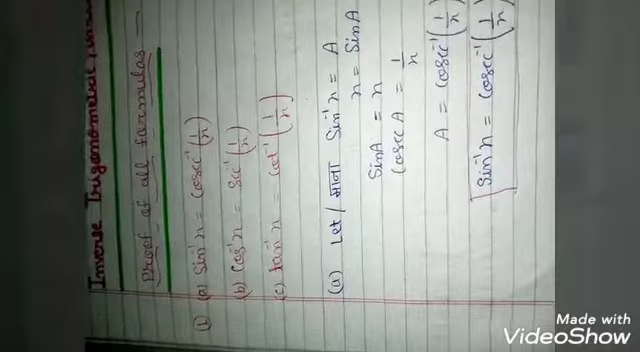 Inverse Trigonometric
Proof of all formulas -
(1) (a) sin⁻¹x = cosec⁻¹(1/x)
(b) cos⁻¹x = sec⁻¹(1/x)
(c) tan⁻¹x = cot⁻¹(1/x)
(a) Let/माना sin⁻¹x = A
x = sinA
sinA = x
cosec A = 1/x
A = cosec⁻¹(1/x)
sin⁻¹x = cosec⁻¹(1/x)
Made with
VideoShow